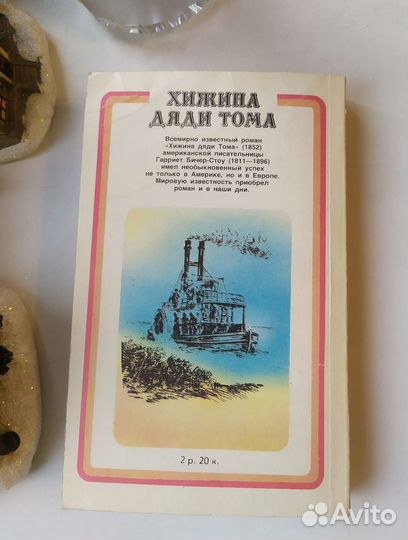 ХИЖИНА
ДЯДИ ТОМА
Всемирно известный роман
«Хижина дяди Тома» (1852)
американской писательницы
Гарриет Бичер-Стоу (1811—1896)
имел необыкновенный успех
не только в Америке, но и в Европе.
Мировую известность приобрел
роман и в наши дни.
2 р. 20 к.
Avito